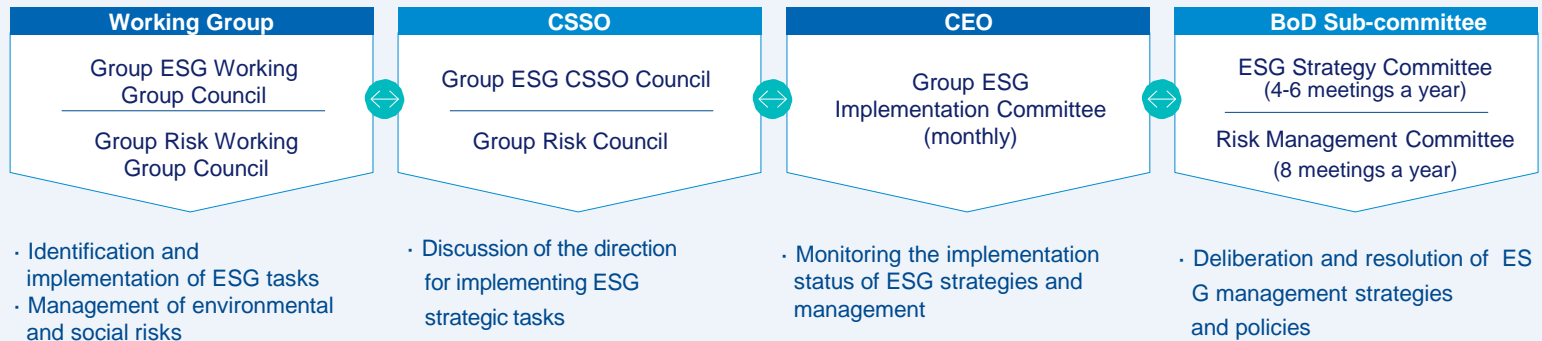 Working Group
Group ESG Working
Group Council
Group Risk Working
Group Council
· Identification and
implementation of ESG tasks
· Management of environmental
and social risks
CSSO
Group ESG CSSO Council
Group Risk Council
· Discussion of the direction
for implementing ESG
strategic tasks
CEO
Group ESG
Implementation Committee
(monthly)
· Monitoring the implementation
status of ESG strategies and
management
BoD Sub-committee
ESG Strategy Committee
(4-6 meetings a year)
Risk Management Committee
(8 meetings a year)
· Deliberation and resolution of ES
G management strategies
and policies